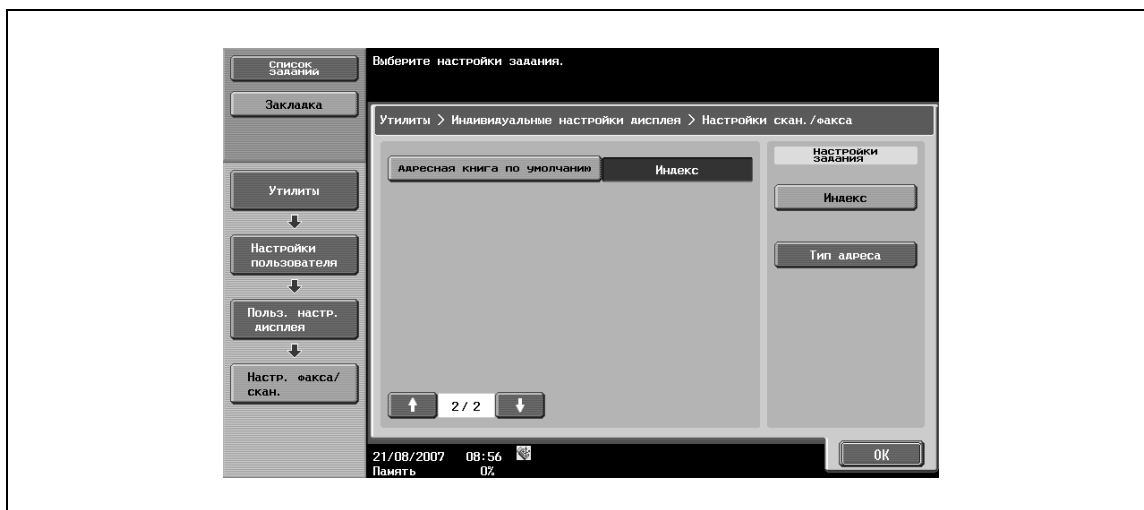 Список
заданий
Закладка
Утилиты
Настройки
пользователя
Польз. настр.
дисплея
Настр. факса/
скан.
Выберите настройки задания.
Утилиты > Индивидуальные настройки дисплея > Настройки скан./факса
Адресная книга по умолчанию Индекс
2/2
Настройки
задания
Индекс
Тип адреса
21/08/2007 08:56
Память 0%
OK